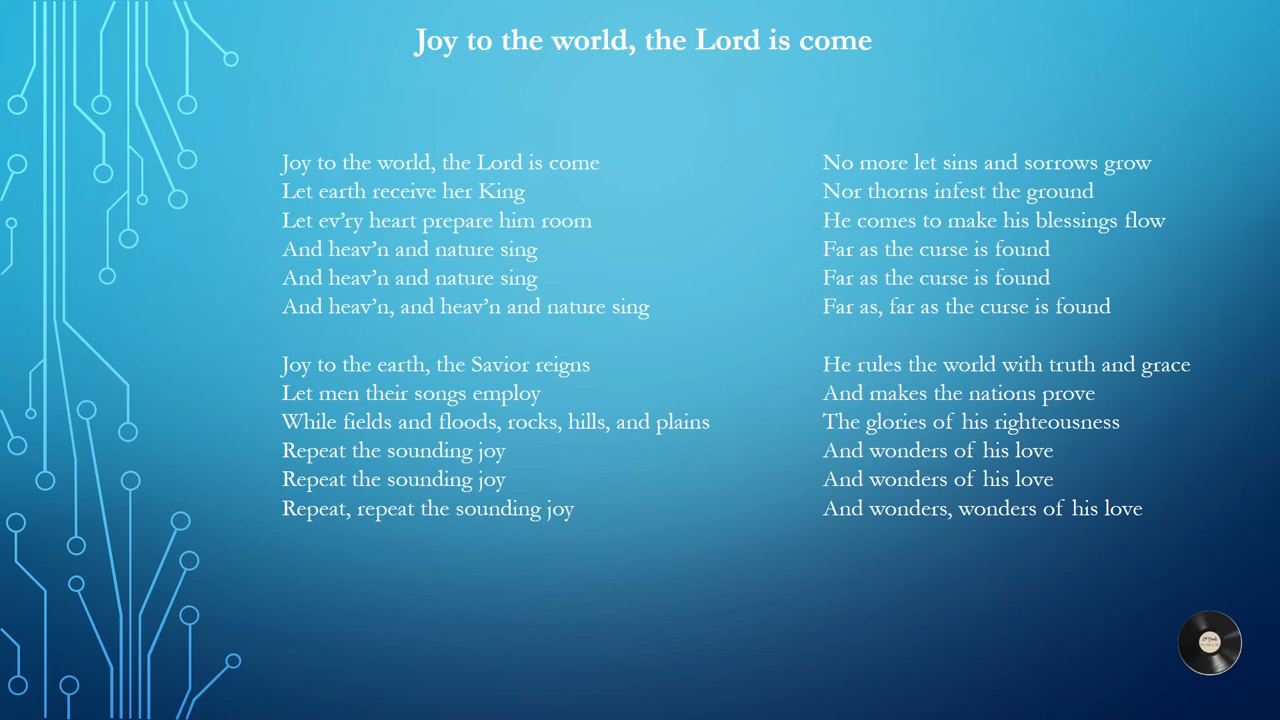 Joy to the world, the Lord is come
Joy to the world, the Lord is come
Let earth receive her King
Let ev’ry heart prepare him room
And heav’n and nature sing
And heav’n and nature sing
And heav’n, and heav’n and nature sing
Joy to the earth, the Savior reigns
Let men their songs employ
While fields and floods, rocks, hills, and plains
Repeat the sounding joy
Repeat the sounding joy
Repeat, repeat the sounding joy
No more let sins and sorrows grow
Nor thorns infest the ground
He comes to make his blessings flow
Far as the curse is found
Far as the curse is found
Far as, far as the curse is found
He rules the world with truth and grace
And makes the nations prove
The glories of his righteousness
And wonders of his love
And wonders of his love
And wonders, wonders of his love